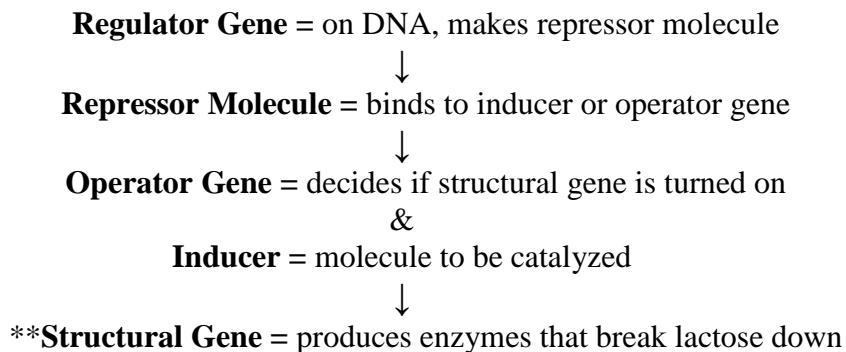 Regulator Gene = on DNA, makes repressor molecule
↓
Repressor Molecule = binds to inducer or operator gene
↓
Operator Gene = decides if structural gene is turned on
&
Inducer = molecule to be catalyzed
↓
**Structural Gene = produces enzymes that break lactose down